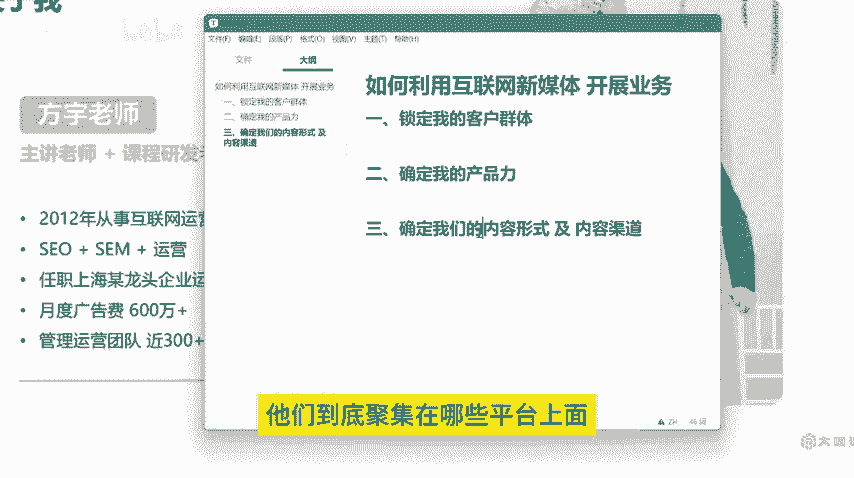 文件(F) 编辑(E) 段落(P) 格式(O) 视图(V) 主题(T) 帮助(H)
文件 大纲
如何利用互联网新媒体 开展业务
一、锁定我的客户群体
二、确定我的产品力
三、确定我们的内容形式 及
内容渠道
如何利用互联网新媒体 开展业务
一、锁定我的客户群体
二、确定我的产品力
三、确定我们的内容形式 及 内容渠道
ZH 46 词
方宇老师
主讲老师 + 课程研发
• 2012年从事互联网运营
• SEO + SEM + 运营
• 任职上海某龙头企业运
• 月度广告费 600万+
• 管理运营团队 近300+
他们到底聚集在哪些平台上面